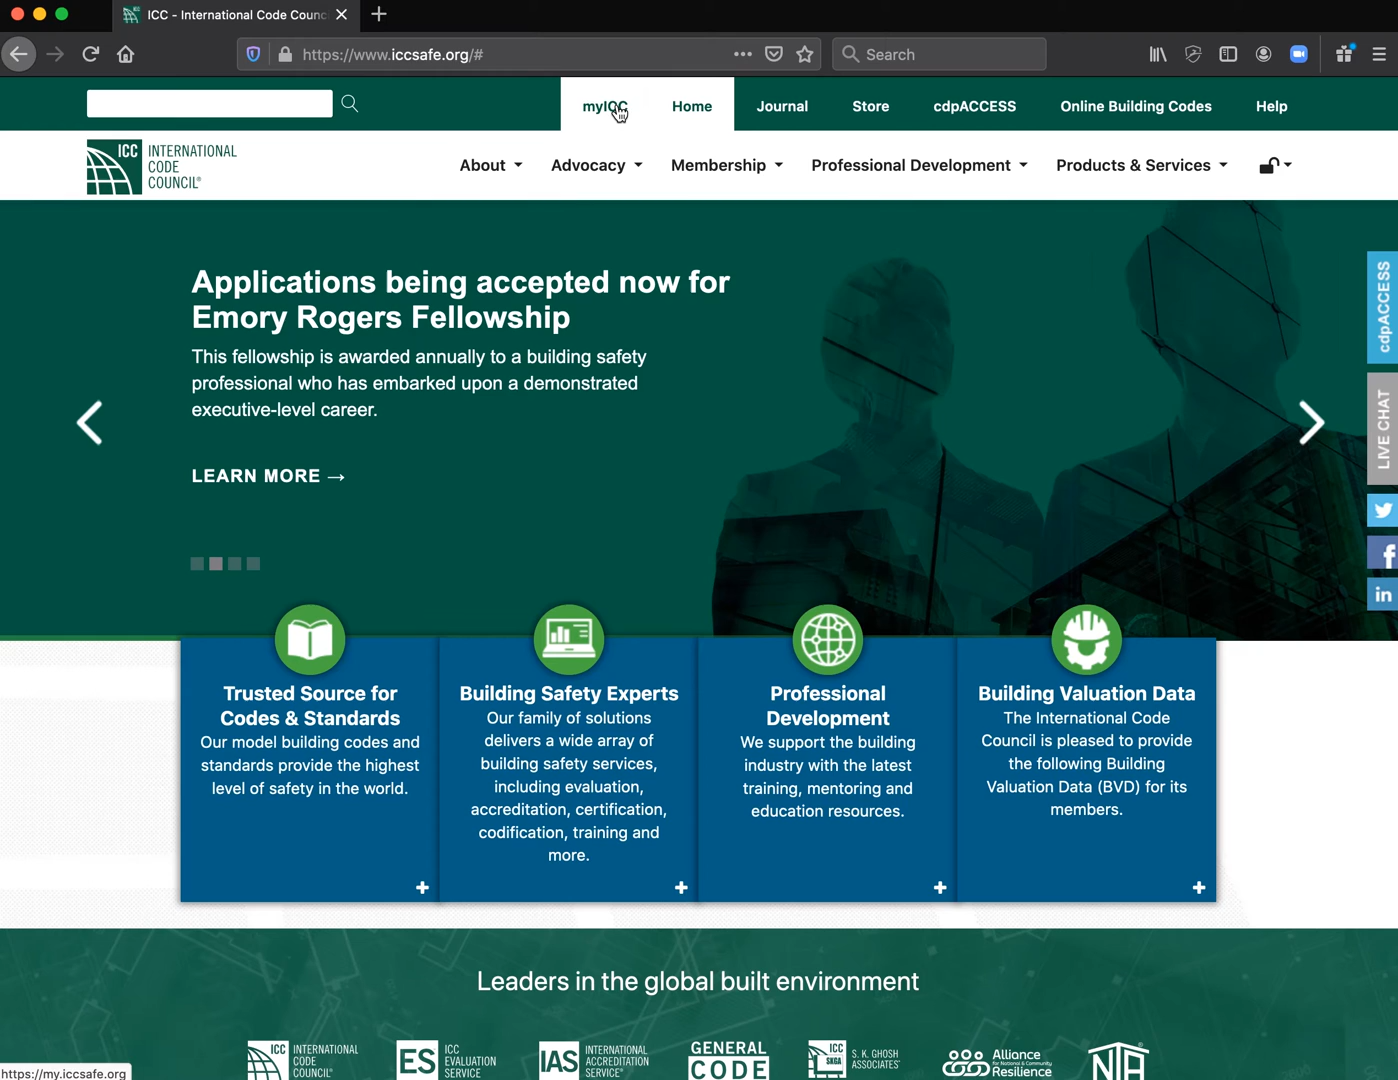 ICC - International Code Counc
https://www.iccsafe.org/#
Search
myICC
Home
Journal
Store
cdpACCESS
Online Building Codes
Help
ICC
INTERNATIONAL
CODE
COUNCIL®
About
Advocacy
Membership
Professional Development
Products & Services
Applications being accepted now for
Emory Rogers Fellowship
This fellowship is awarded annually to a building safety
professional who has embarked upon a demonstrated
executive-level career.
LEARN MORE →
cdpACCESS
LIVE CHAT
Trusted Source for
Codes & Standards
Our model building codes and
standards provide the highest
level of safety in the world.
Building Safety Experts
Our family of solutions
delivers a wide array of
building safety services,
including evaluation,
accreditation, certification,
codification, training and
more.
Professional
Development
We support the building
industry with the latest
training, mentoring and
education resources.
Building Valuation Data
The International Code
Council is pleased to provide
the following Building
Valuation Data (BVD) for its
members.
Leaders in the global built environment
ICC
INTERNATIONAL
CODE
COUNCIL®
ES
ICC
EVALUATION
SERVICE
IAS
INTERNATIONAL
ACCREDITATION
SERVICE®
GENERAL
CODE
ICC
SKGA
S. K. GHOSH
ASSOCIATES
Alliance
for National & Community
Resilience
NTA
https://my.iccsafe.org